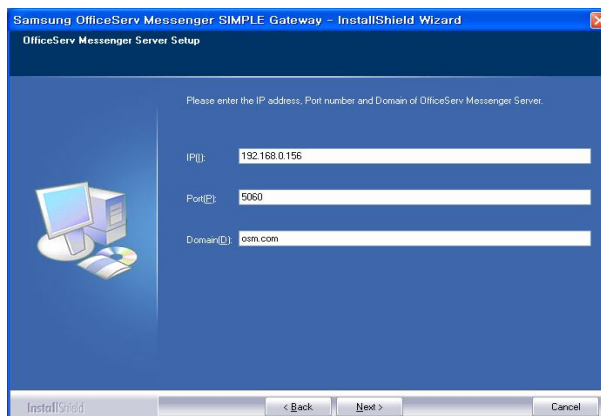 Samsung OfficeServ Messenger SIMPLE Gateway - InstallShield Wizard
OfficeServ Messenger Server Setup
Please enter the IP address, Port number and Domain of OfficeServ Messenger Server.
IP(I): 192.168.0.156
Port(P): 5060
Domain(D): osm.com
InstallShield
< Back Next > Cancel